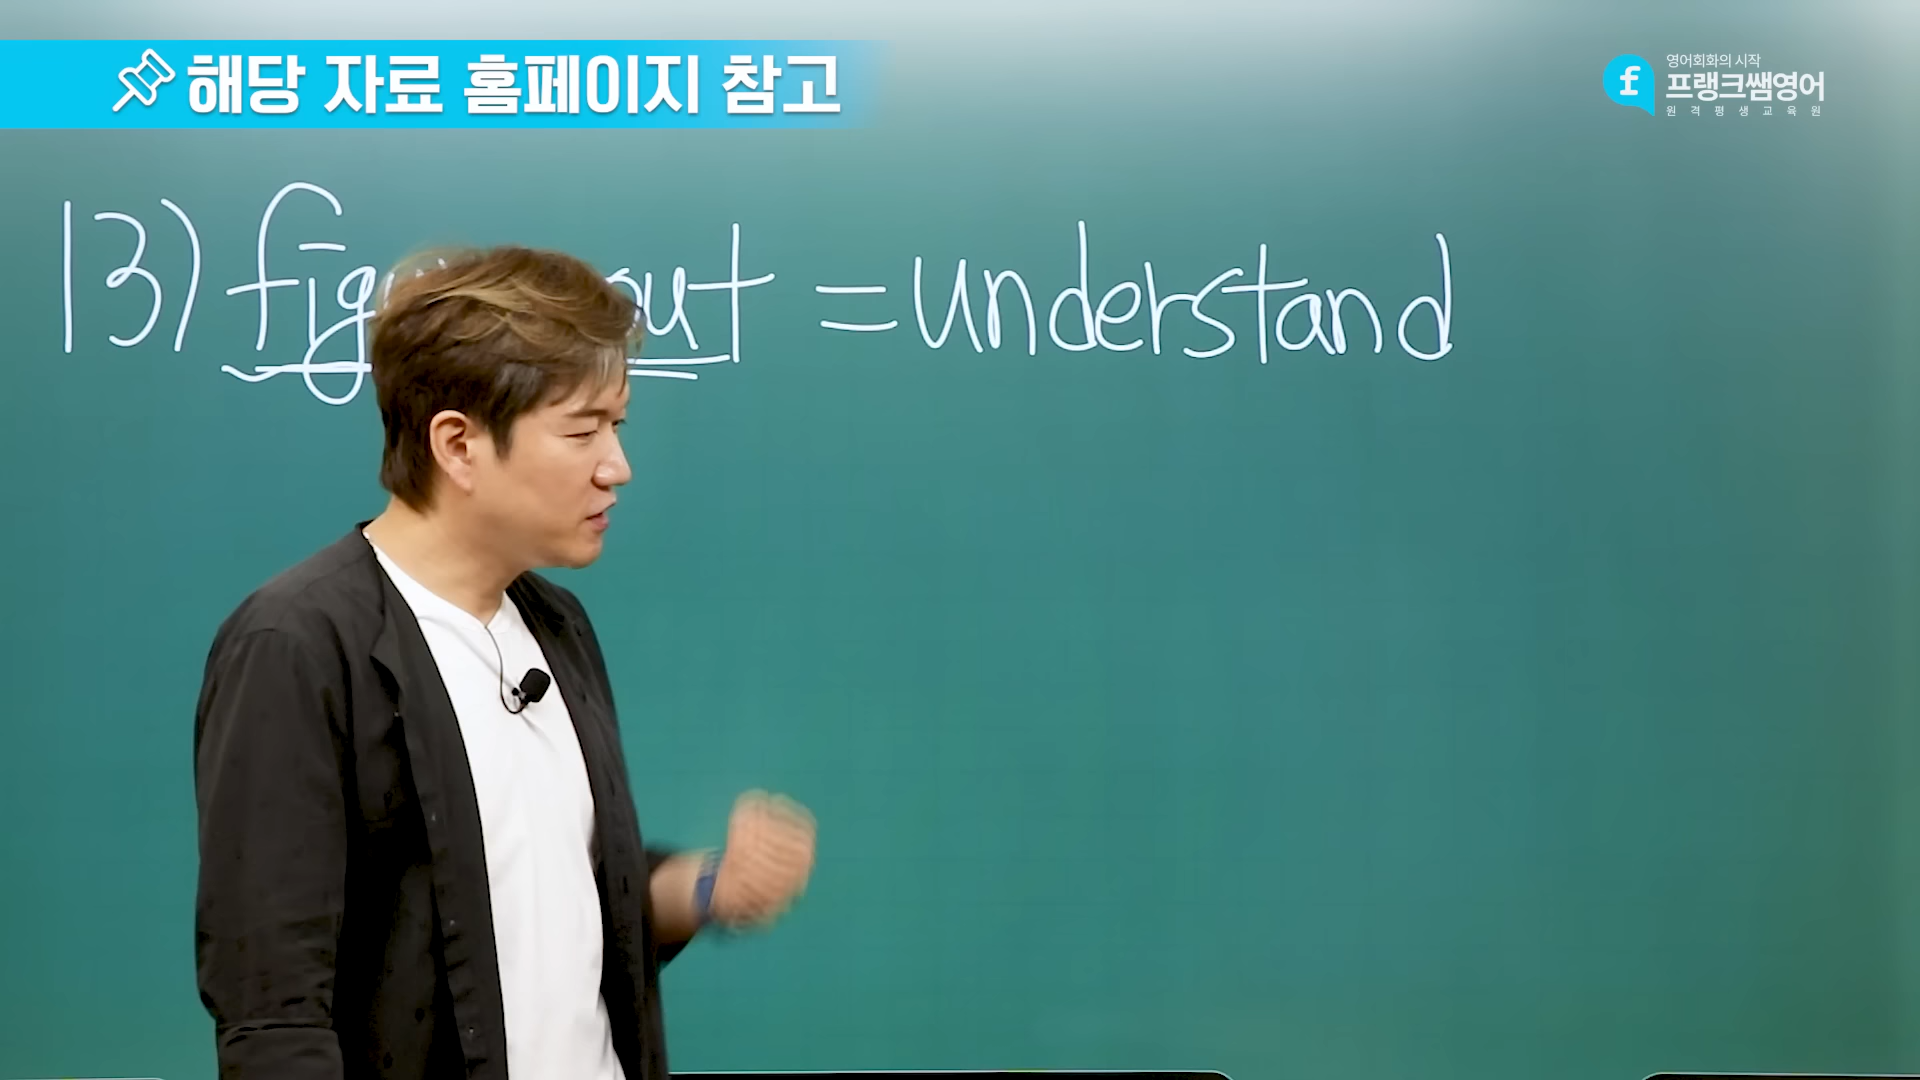 해당 자료 홈페이지 참고
영어회화의 시작
프랭크쌤영어
원격평생교육원
13) out = understand